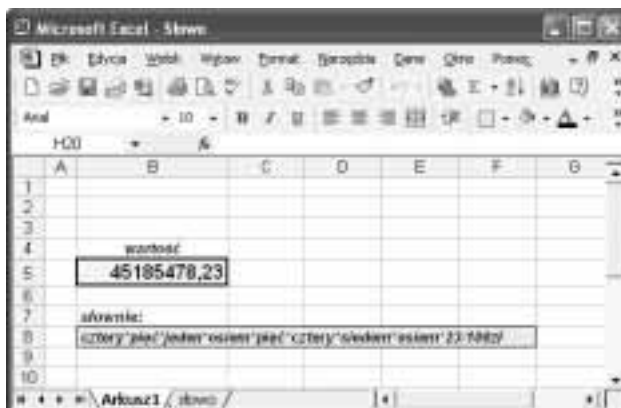 Microsoft Excel - Słowo
Plik Edycja Widok Wstaw Format Narzędzia Dane Okno Pomoc
Arial 10 B I U
H20 fx
A B C D E F G
1
2
3
4 wartość
5 45185478,23
6
7 słownie:
8 cztery*pięć*jeden*osiem*pięć*cztery*siedem*osiem*23/100zł
9
10
Arkusz1 słowo